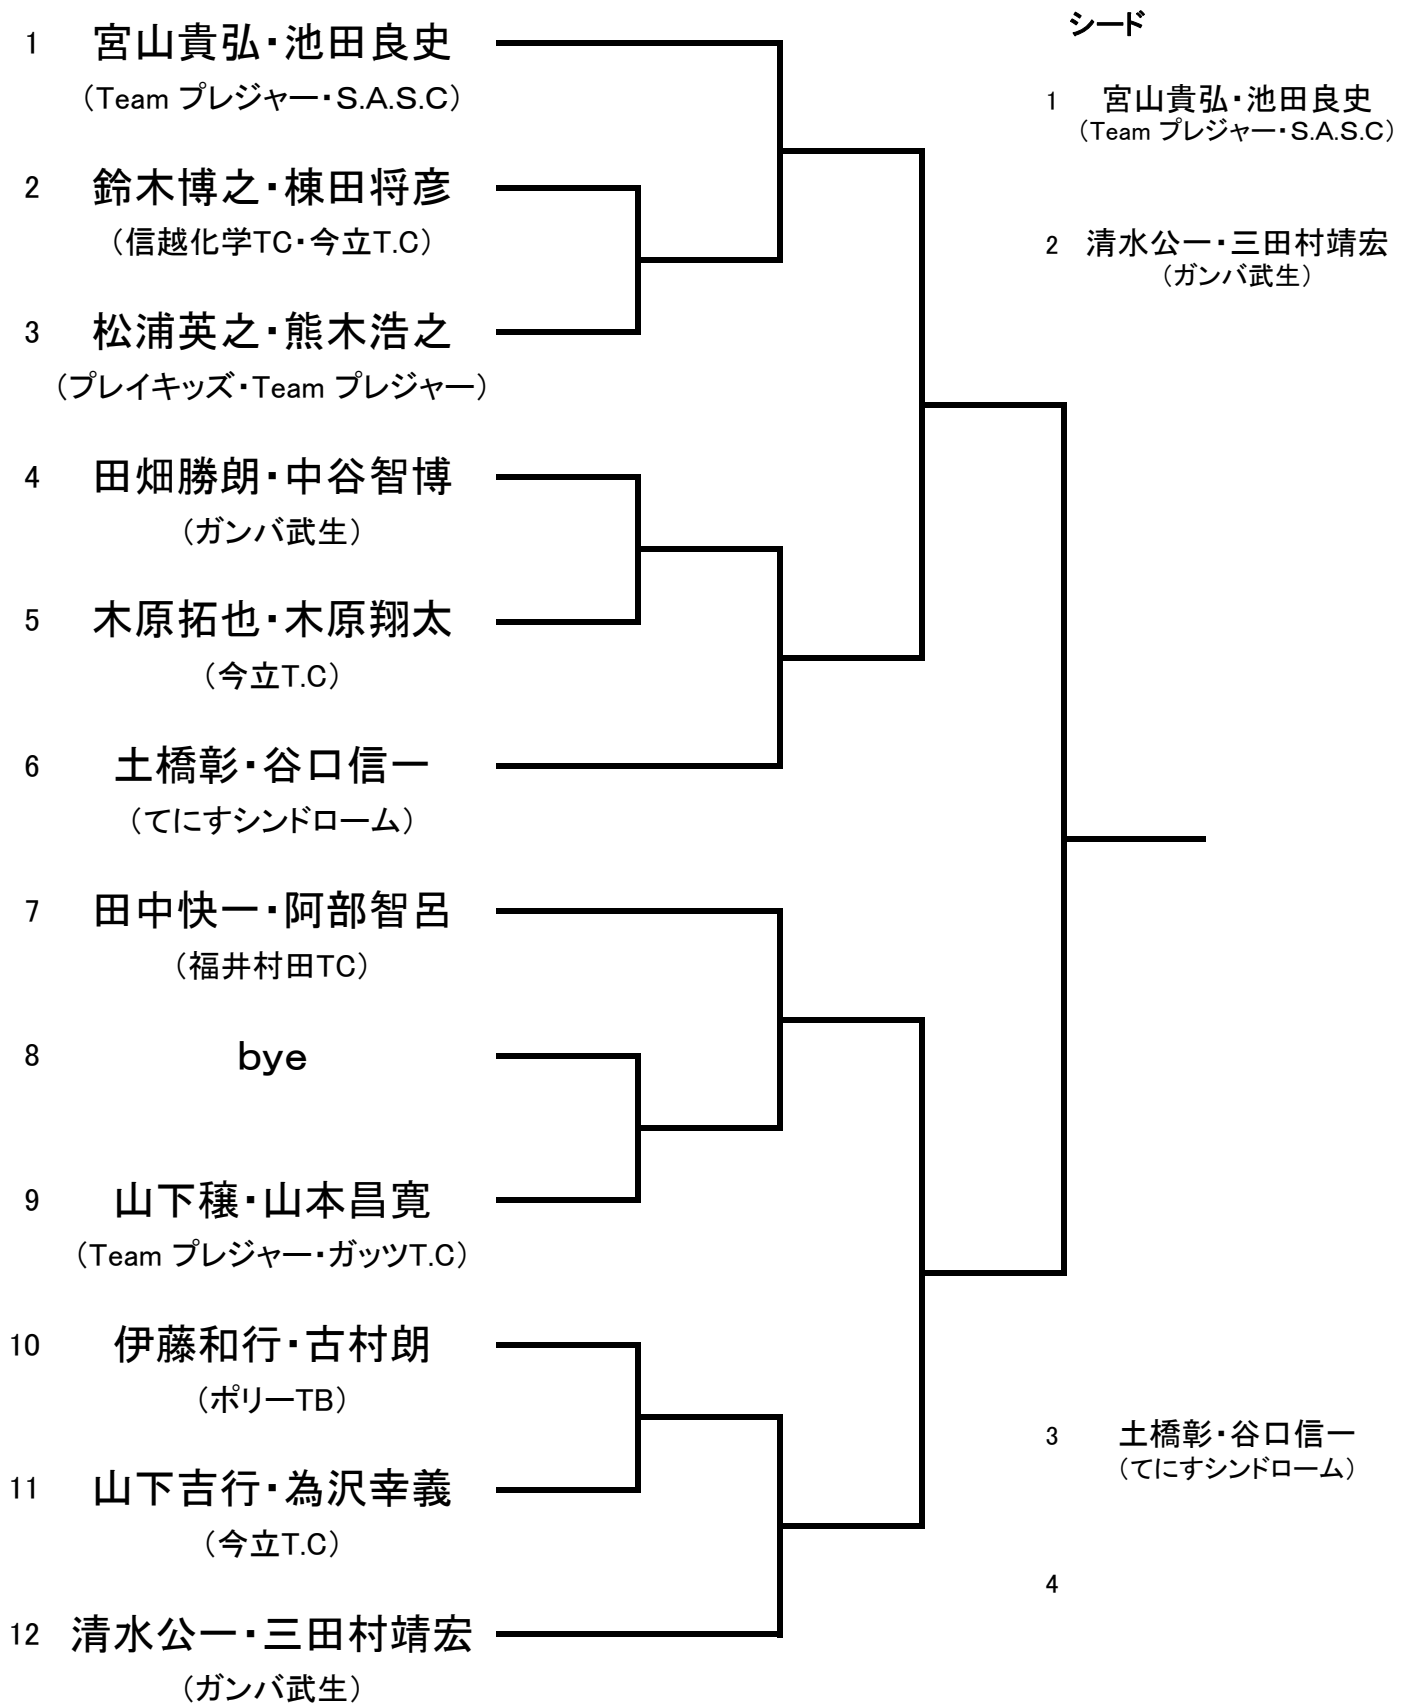 1 宮山貴弘・池田良史
（Team プレジャー・S.A.S.C）
2 鈴木博之・棟田将彦
（信越化学TC・今立T.C）
3 松浦英之・熊木浩之
（プレイキッズ・Team プレジャー）
4 田畑勝朗・中谷智博
（ガンバ武生）
5 木原拓也・木原翔太
（今立T.C）
6 土橋彰・谷口信一
（てにすシンドローム）
7 田中快一・阿部智呂
（福井村田TC）
8 bye
9 山下穣・山本昌寛
（Team プレジャー・ガッツT.C）
10 伊藤和行・古村朗
（ポリーTB）
11 山下吉行・為沢幸義
（今立T.C）
12 清水公一・三田村靖宏
（ガンバ武生）
シード
1 宮山貴弘・池田良史
（Team プレジャー・S.A.S.C）
2 清水公一・三田村靖宏
（ガンバ武生）
3 土橋彰・谷口信一
（てにすシンドローム）
4